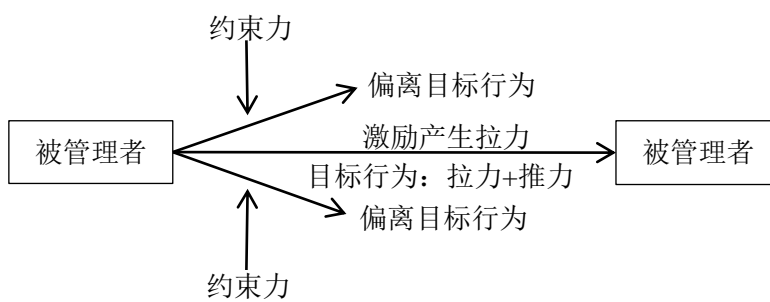 约束力
偏离目标行为
被管理者
激励产生拉力
被管理者
目标行为：拉力+推力
偏离目标行为
约束力